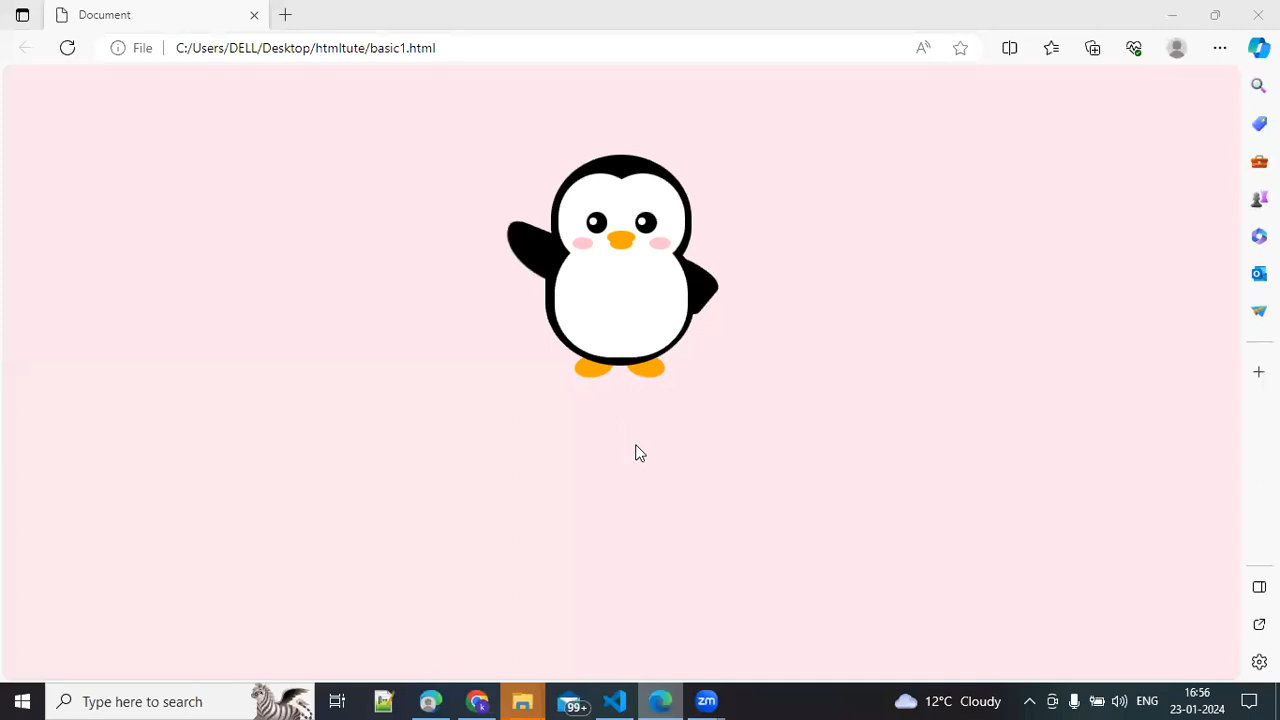 Document
File
C:/Users/DELL/Desktop/htmltute/basic1.html
A
Type here to search
99+
zm
12°C Cloudy
ENG
16:56
23-01-2024